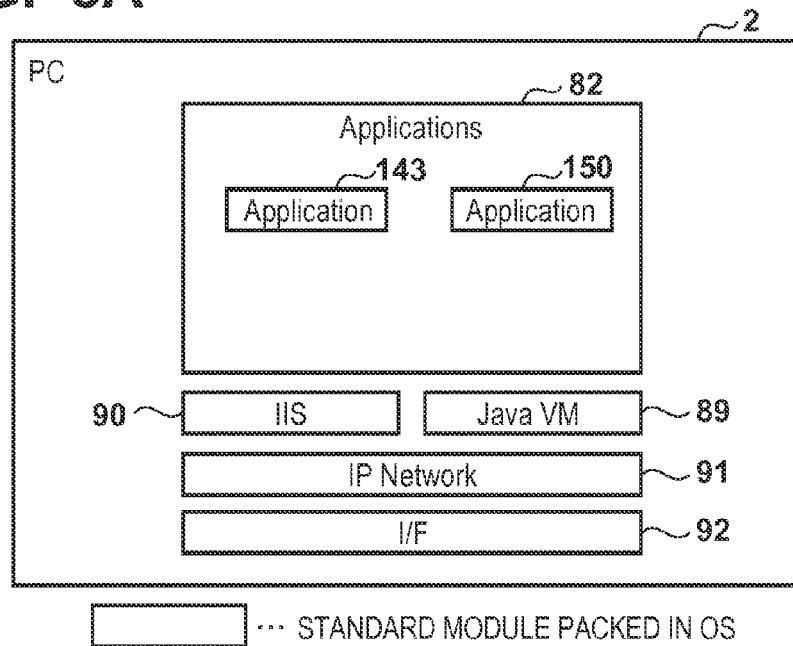 2
PC
82
Applications
143 150
Application Application
90 IIS Java VM 89
IP Network 91
I/F 92
··· STANDARD MODULE PACKED IN OS